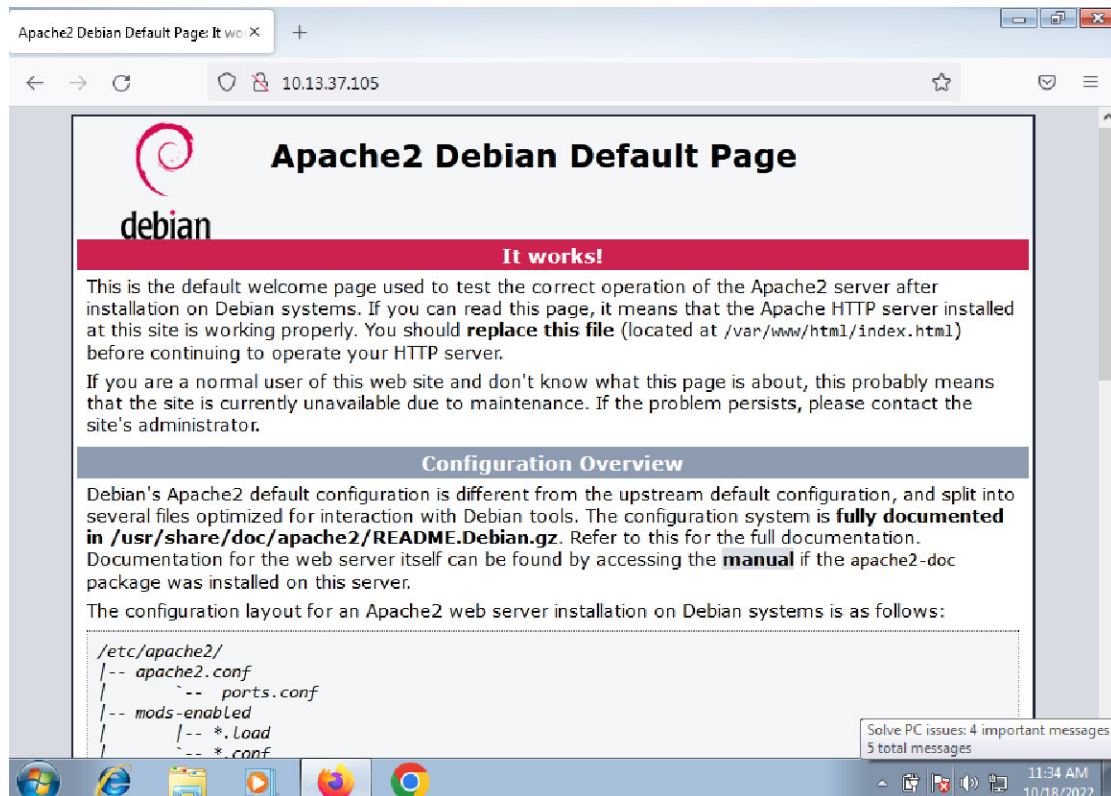 Apache2 Debian Default Page: It wo
10.13.37.105
debian
Apache2 Debian Default Page
It works!
This is the default welcome page used to test the correct operation of the Apache2 server after
installation on Debian systems. If you can read this page, it means that the Apache HTTP server installed
at this site is working properly. You should replace this file (located at /var/www/html/index.html)
before continuing to operate your HTTP server.
If you are a normal user of this web site and don't know what this page is about, this probably means
that the site is currently unavailable due to maintenance. If the problem persists, please contact the
site's administrator.
Configuration Overview
Debian's Apache2 default configuration is different from the upstream default configuration, and split into
several files optimized for interaction with Debian tools. The configuration system is fully documented
in /usr/share/doc/apache2/README.Debian.gz. Refer to this for the full documentation.
Documentation for the web server itself can be found by accessing the manual if the apache2-doc
package was installed on this server.
The configuration layout for an Apache2 web server installation on Debian systems is as follows:
/etc/apache2/
|-- apache2.conf
|       `--  ports.conf
|-- mods-enabled
|       |-- *.load
|       `-- *.conf
Solve PC issues: 4 important messages
5 total messages
11:34 AM
10/18/2022